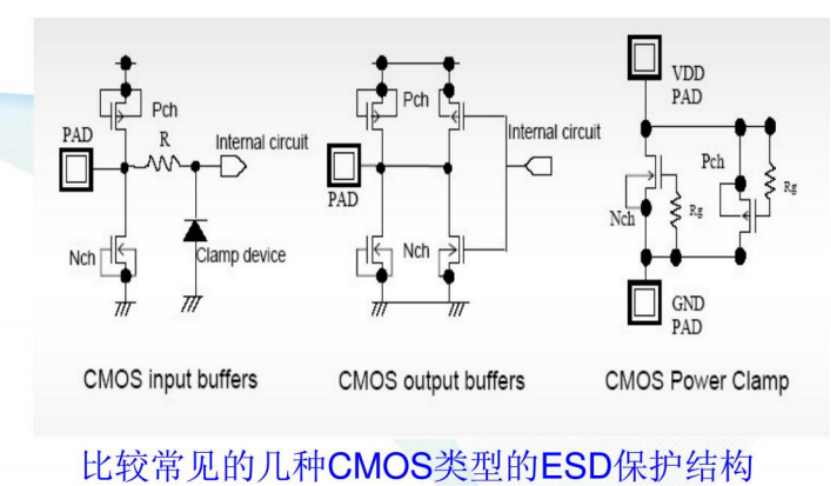 Pch
PAD
R
Internal circuit
Nch
Clamp device
CMOS input buffers
Pch
Internal circuit
PAD
Nch
CMOS output buffers
VDD
PAD
Pch
Rg
Nch
Rg
GND
PAD
CMOS Power Clamp
比较常见的几种CMOS类型的ESD保护结构